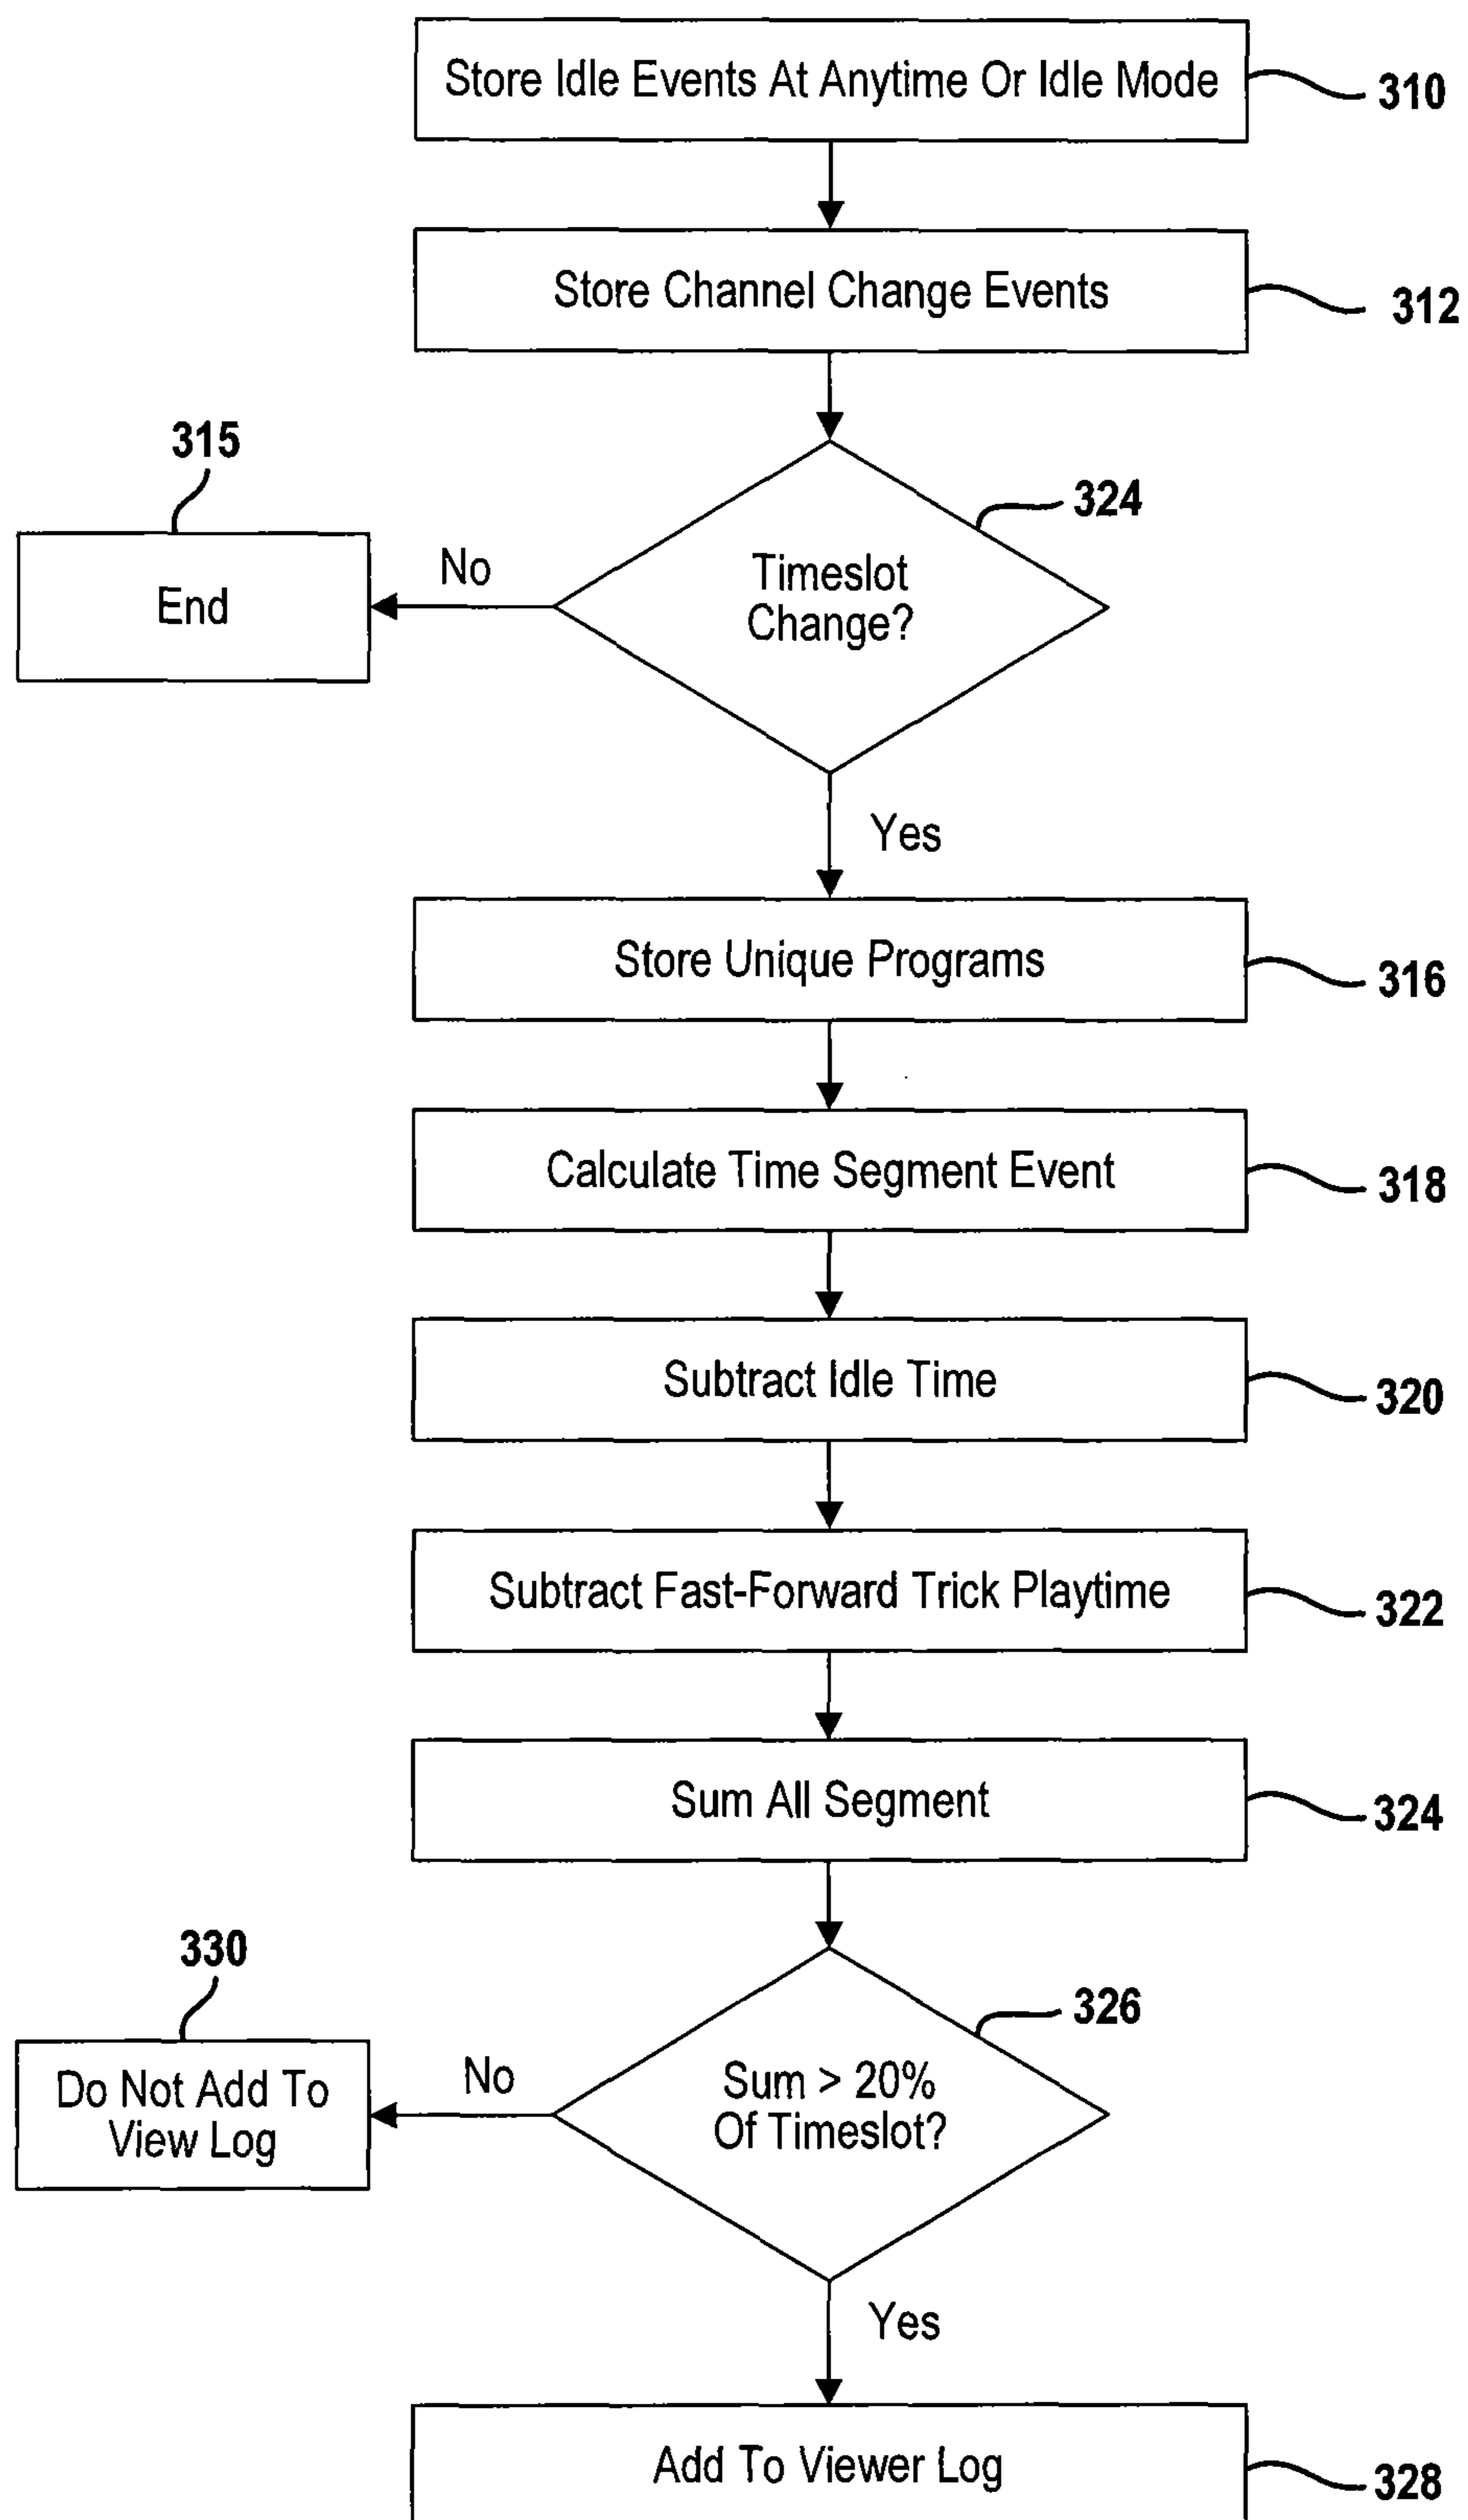 Store Idle Events At Anytime Or Idle Mode
310
Store Channel Change Events
312
315
324
End
No
Timeslot
Change?
Yes
Store Unique Programs
316
Calculate Time Segment Event
318
Subtract Idle Time
320
Subtract Fast-Forward Trick Playtime
322
Sum All Segment
324
330
326
Do Not Add To
View Log
No
Sum > 20%
Of Timeslot?
Yes
Add To Viewer Log
328